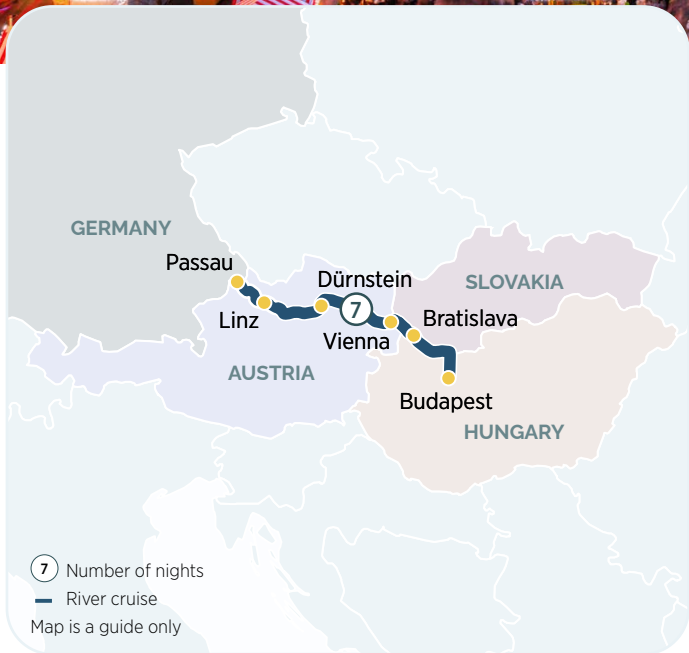 GERMANY
Passau
Dürnstein
SLOVAKIA
7
Linz
Bratislava
Vienna
AUSTRIA
Budapest
HUNGARY
7 Number of nights
River cruise
Map is a guide only